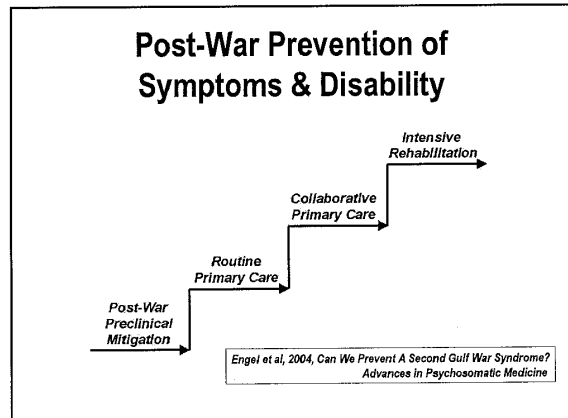 Post-War Prevention of
Symptoms & Disability
Intensive
Rehabilitation
Collaborative
Primary Care
Routine
Primary Care
Post-War
Preclinical
Mitigation
Engel et al, 2004, Can We Prevent A Second Gulf War Syndrome?
Advances in Psychosomatic Medicine